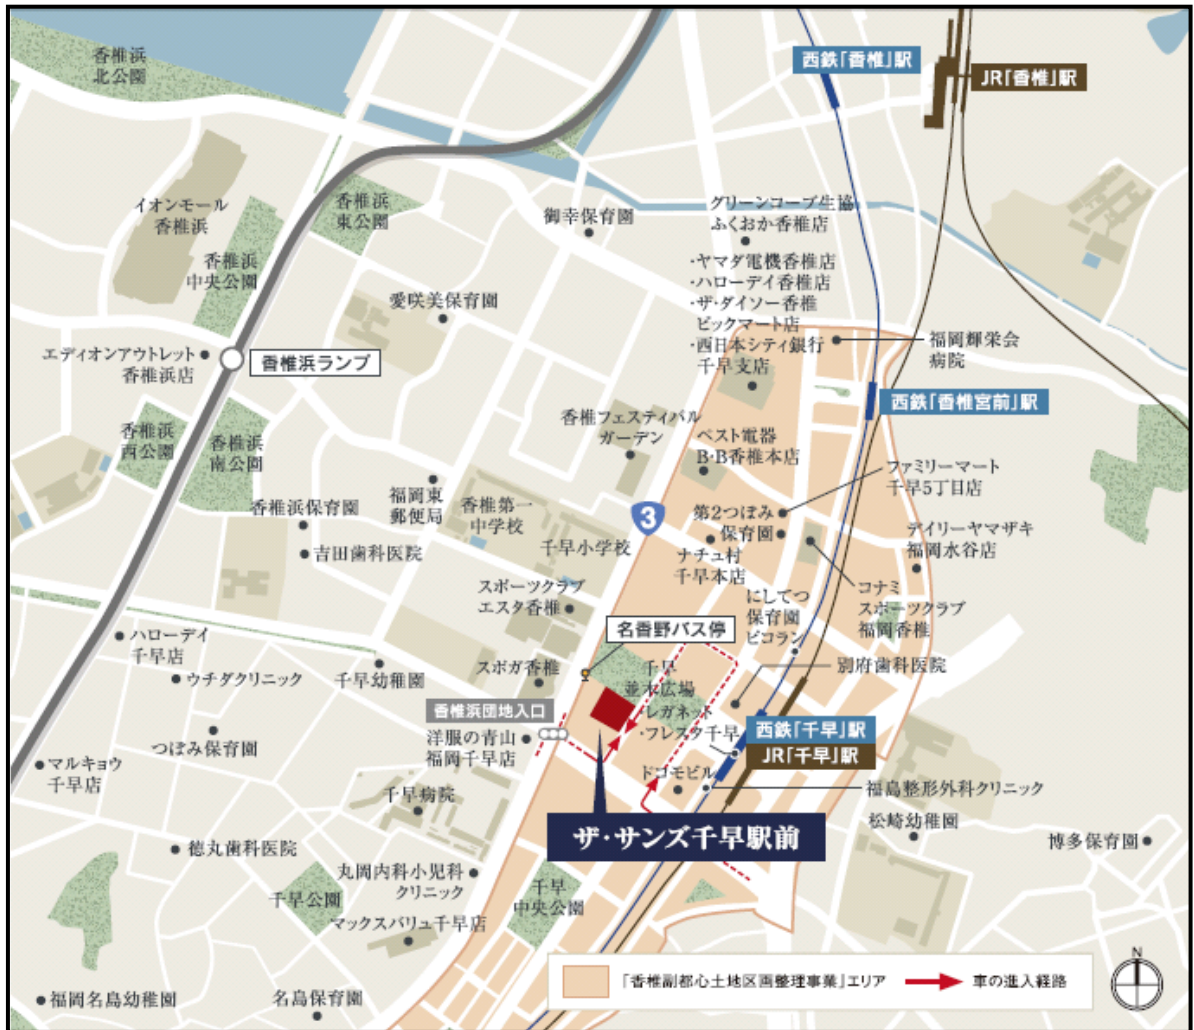 香椎浜
北公園
西鉄「香椎」駅
JR「香椎」駅
イオンモール
香椎浜
香椎浜
東公園
御幸保育園
グリーンコープ生協
ふくおか香椎店
香椎浜
中央公園
・ヤマダ電機香椎店
・ハローデイ香椎店
・ザ・ダイソー香椎
ビックマート店
・西日本シティ銀行
千早支店
愛咲美保育園
エディオンアウトレット
香椎浜店
香椎浜ランプ
福岡輝栄会
病院
西鉄「香椎宮前」駅
香椎浜
西公園
香椎浜
南公園
香椎フェスティバル
ガーデン
ベスト電器
B・B香椎本店
ファミリーマート
千早5丁目店
福岡東
郵便局
香椎第一
中学校
香椎浜保育園
3
第2つぼみ
保育園
デイリーヤマザキ
福岡水谷店
吉田歯科医院
千早小学校
ナチュ村
千早本店
コナミ
スポーツクラブ
福岡香椎
スポーツクラブ
エスタ香椎
にしてつ
保育園
ピコラン
名香野バス停
ハローデイ
千早店
ウチダクリニック
千早幼稚園
スポガ香椎
千早
並木広場
別府歯科医院
・レガネット
・フレスタ千早
香椎浜団地入口
西鉄「千早」駅
JR「千早」駅
洋服の青山
福岡千早店
つぼみ保育園
マルキョウ
千早店
ドコモビル
福島整形外科クリニック
千早病院
ザ・サンズ千早駅前
松崎幼稚園
博多保育園
徳丸歯科医院
丸岡内科小児科
クリニック
千早公園
千早
中央公園
マックスバリュ千早店
「香椎副都心土地区画整理事業」エリア
車の進入経路
N
福岡名島幼稚園
名島保育園